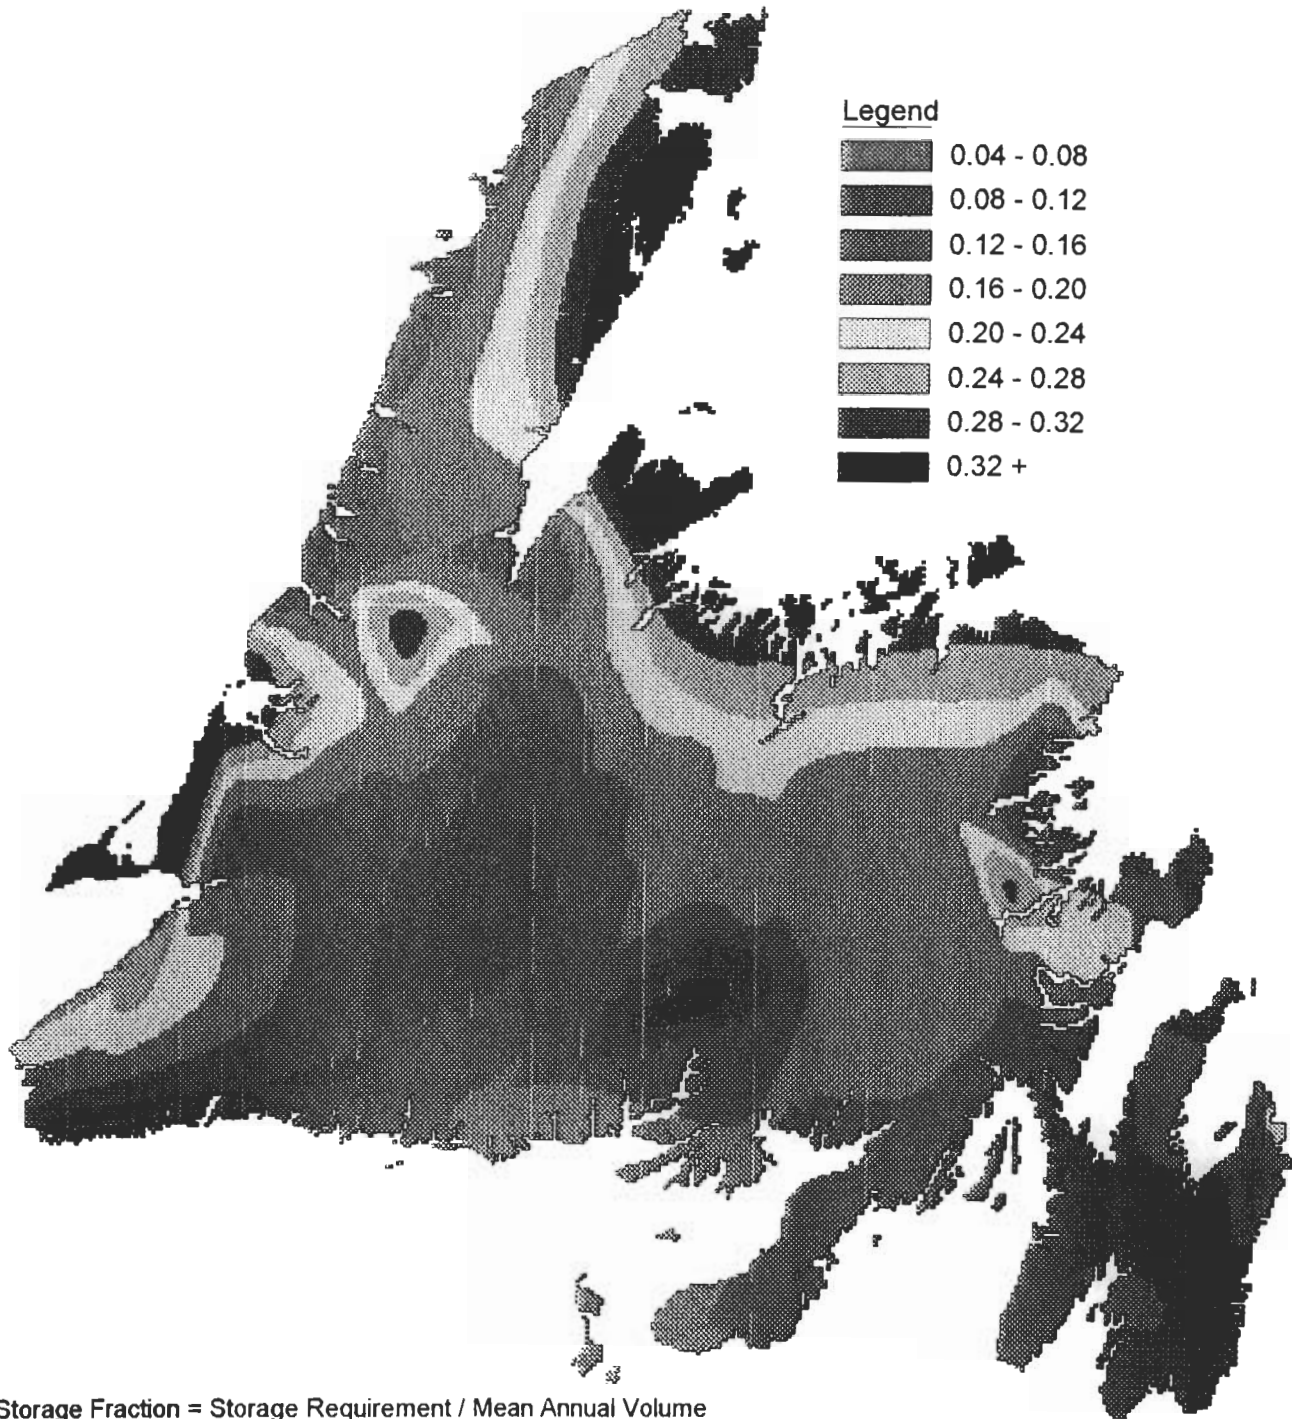 Legend
0.04 - 0.08
0.08 - 0.12
0.12 - 0.16
0.16 - 0.20
0.20 - 0.24
0.24 - 0.28
0.28 - 0.32
0.32 +
Storage Fraction = Storage Requirement / Mean Annual Volume